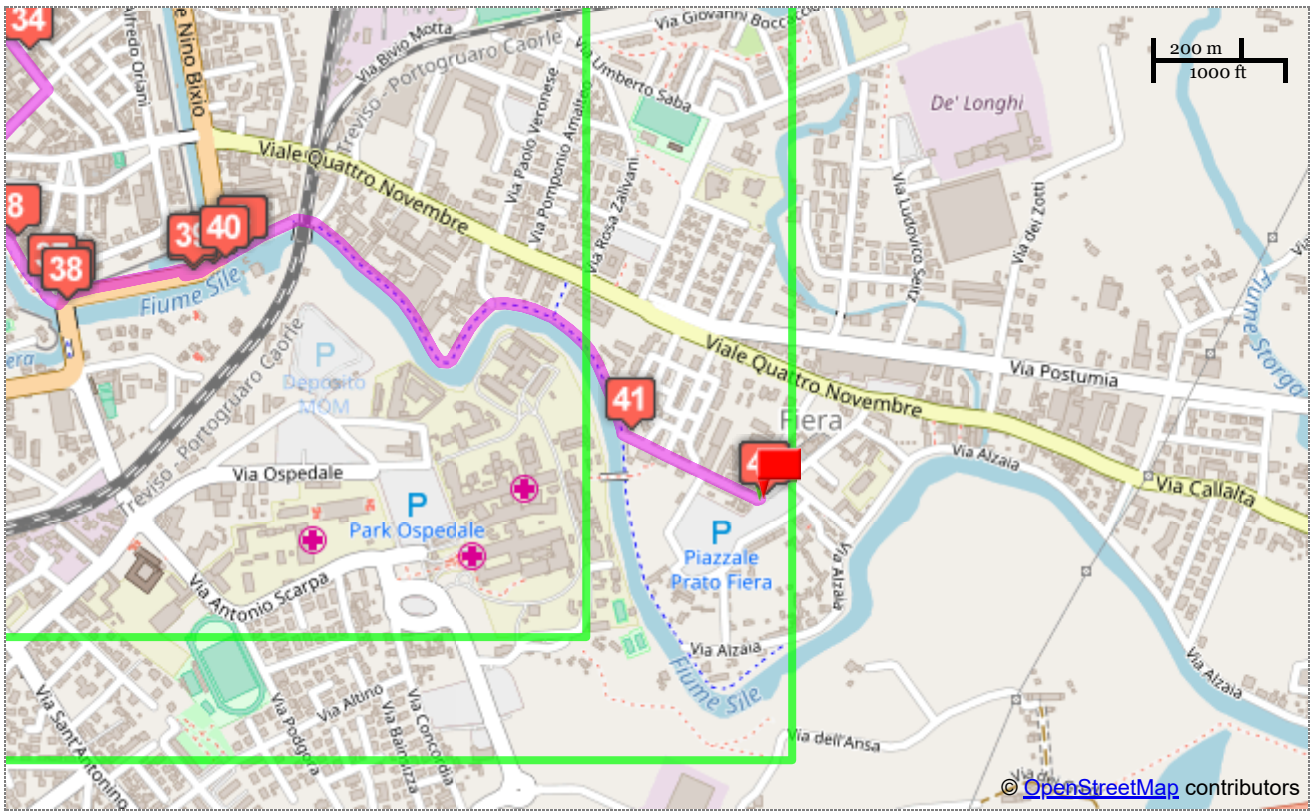 34
Alfredo Oriani
e Nino Bixio
Via Bivio Motta
Treviso - Portogruaro Caorle
Via Giovanni Boccaccio
Via Umberto Saba
200 m
1000 ft
De' Longhi
Via Paolo Veronese
Via Pomponio Amalteo
Via Rosa Zalivani
Viale Quattro Novembre
Via Ludovico Seitz
Via dei Zotti
8
39
40
38
Fiume Sile
Fiume Storga
era
P
Deposito
MOM
Viale Quattro Novembre
Via Postumia
41
Fiera
Treviso - Portogruaro Caorle
Via Ospedale
Via Alzaia
Via Callalta
P
Park Ospedale
P
Piazzale
Prato Fiera
Via Alzaia
Via Antonio Scarpa
Via Alzaia
Fiume Sile
Via Alzaia
Via Sant'Antonino
Via Podgora
Via Altino
Via Bainsizza
Via Concordia
Via dell'Ansa
© OpenStreetMap contributors